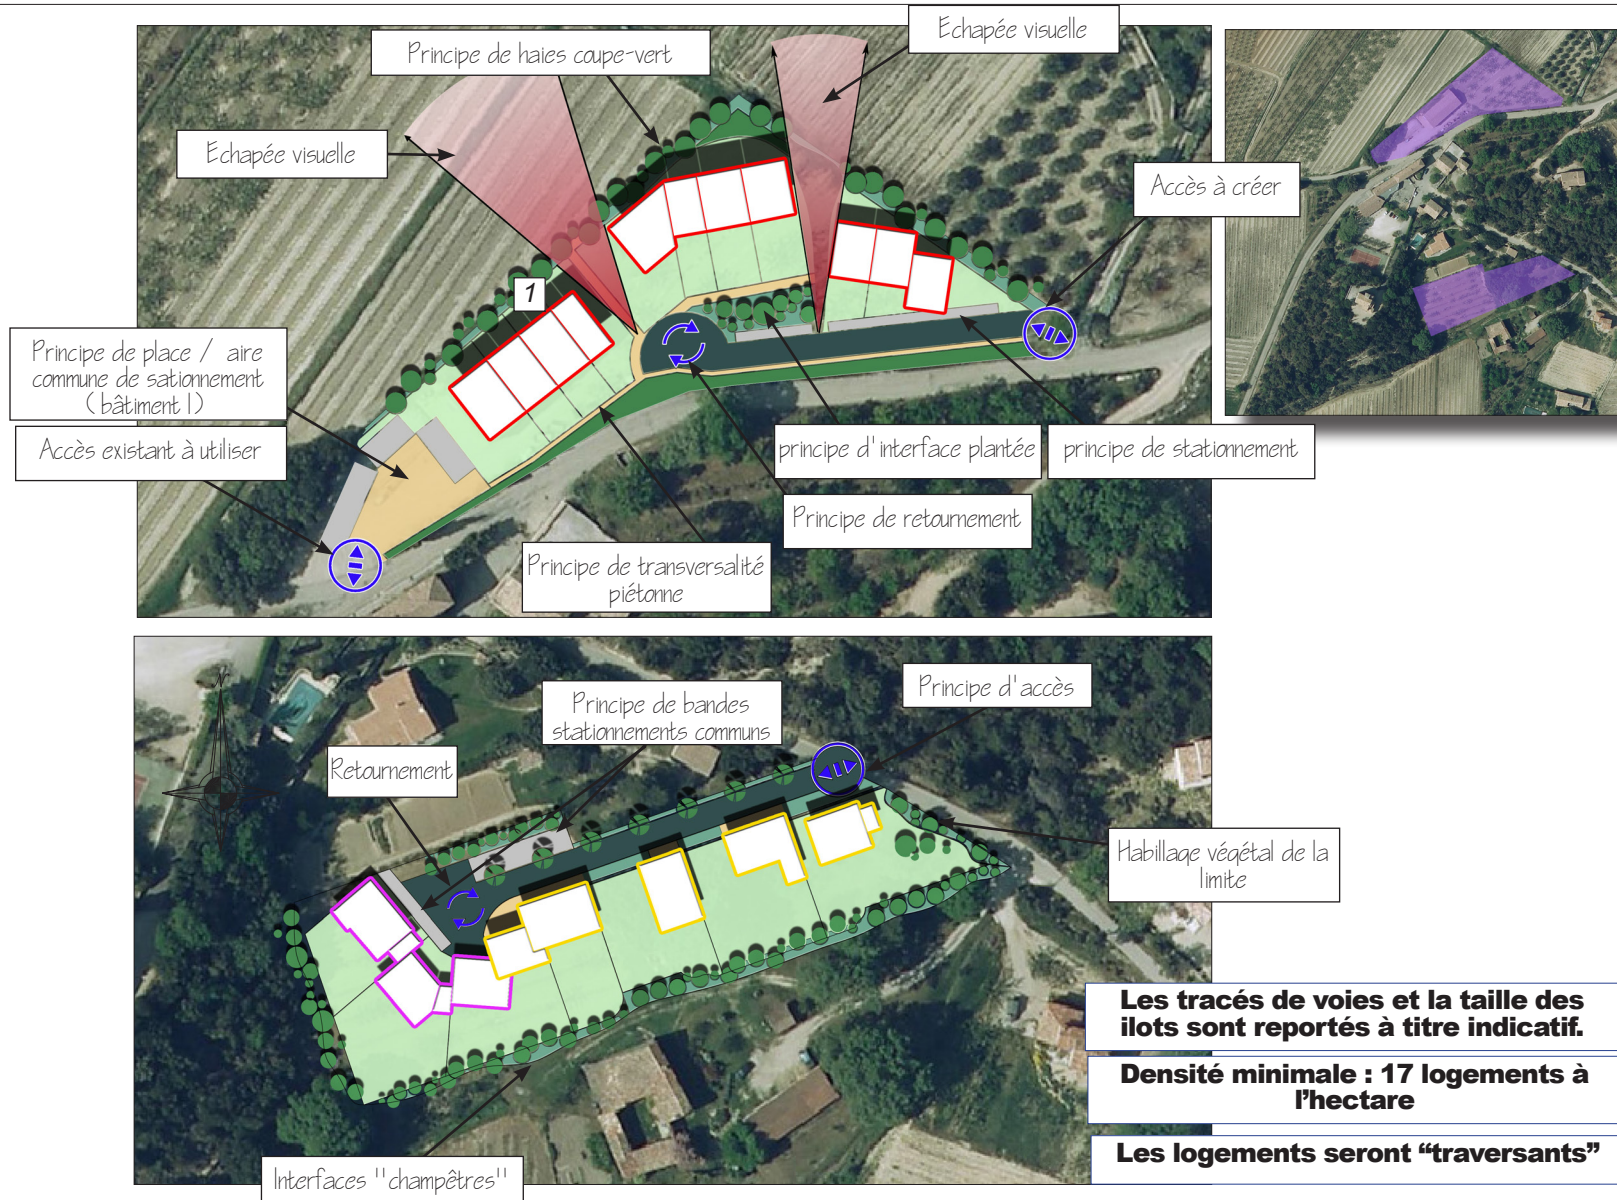 Echapée visuelle
Principe de haies coupe-vert
Echapée visuelle
Accès à créer
1
Principe de place / aire
commune de sationnement
(bâtiment 1)
Accès existant à utiliser
principe d'interface plantée
principe de stationnement
Principe de retournement
Principe de transversalité
piétonne
Principe d'accès
Principe de bandes
stationnements communs
Retournement
Habillage végétal de la
limite
Interfaces "champêtres"
Les tracés de voies et la taille des
ilots sont reportés à titre indicatif.
Densité minimale : 17 logements à
l’hectare
Les logements seront “traversants”